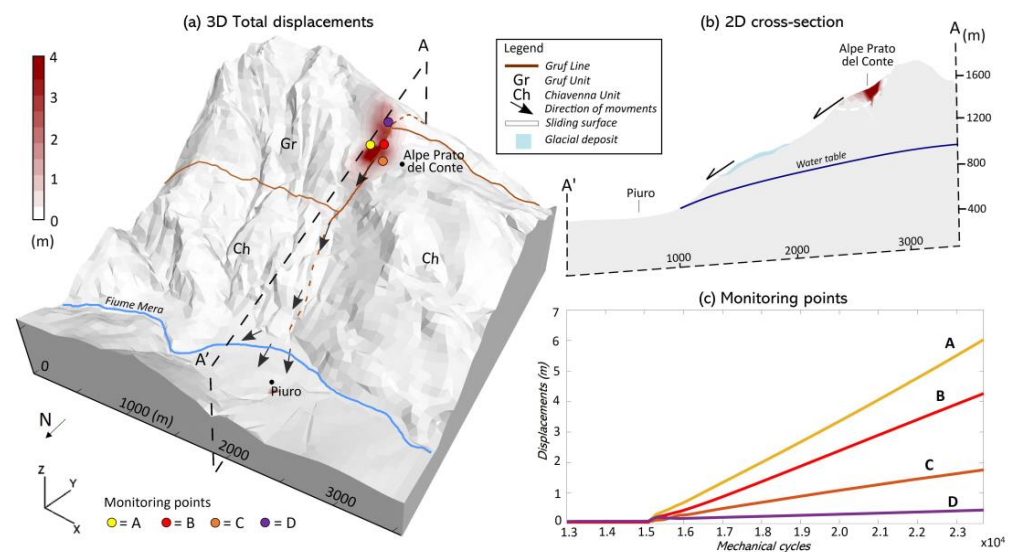 (a) 3D Total displacements
4
3
2
1
0
(m)
A
Gr
Alpe Prato
del Conte
Ch
Ch
Fiume Mera
A'
Piuro
0
1000 (m)
2000
3000
N
Z
Y
X
Monitoring points
= A = B = C = D
Legend
Gruf Line
Gr Gruf Unit
Ch Chiavenna Unit
Direction of movments
Sliding surface
Glacial deposit
(b) 2D cross-section
A (m)
Alpe Prato
del Conte
1600
1200
800
400
Water table
A'
Piuro
1000
2000
3000
(c) Monitoring points
7
6
5
4
3
2
1
0
Displacements (m)
A
B
C
D
1.3 1.4 1.5 1.6 1.7 1.8 1.9 2.0 2.1 2.2 2.3
x10⁴
Mechanical cycles